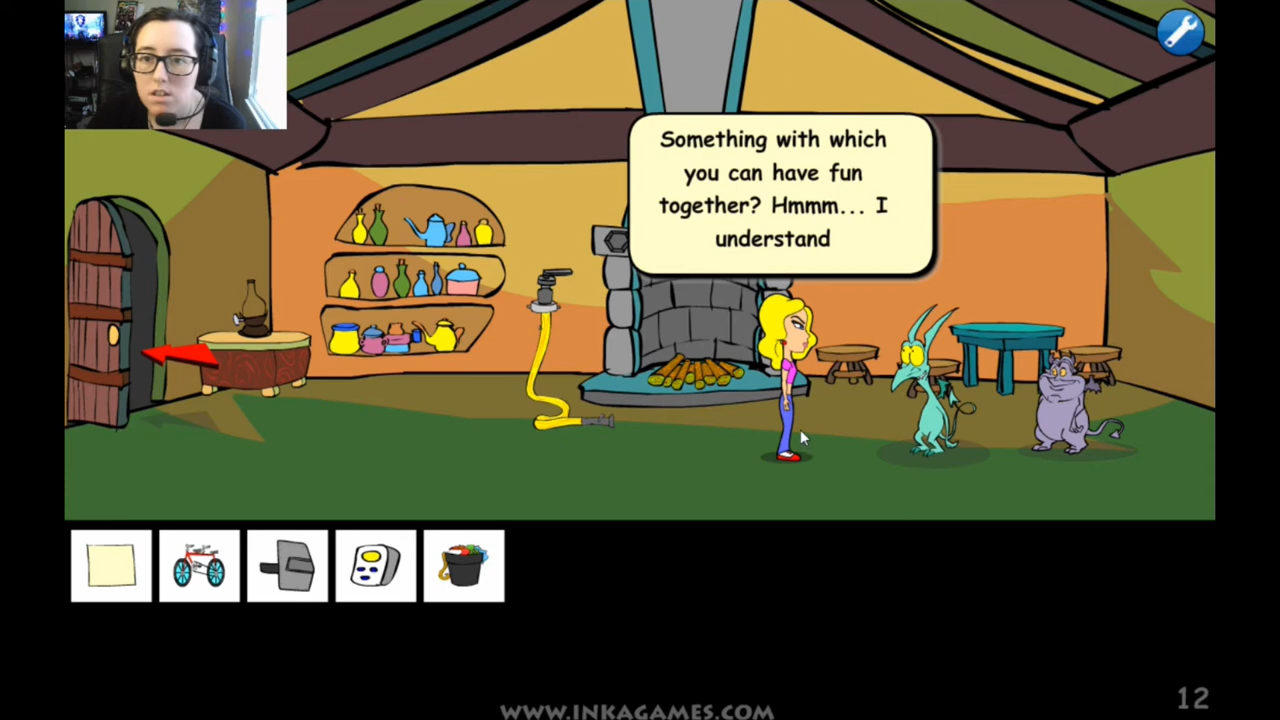 Something with which
you can have fun
together? Hmmm... I
understand
12
WWW.INKAGAMES.COM